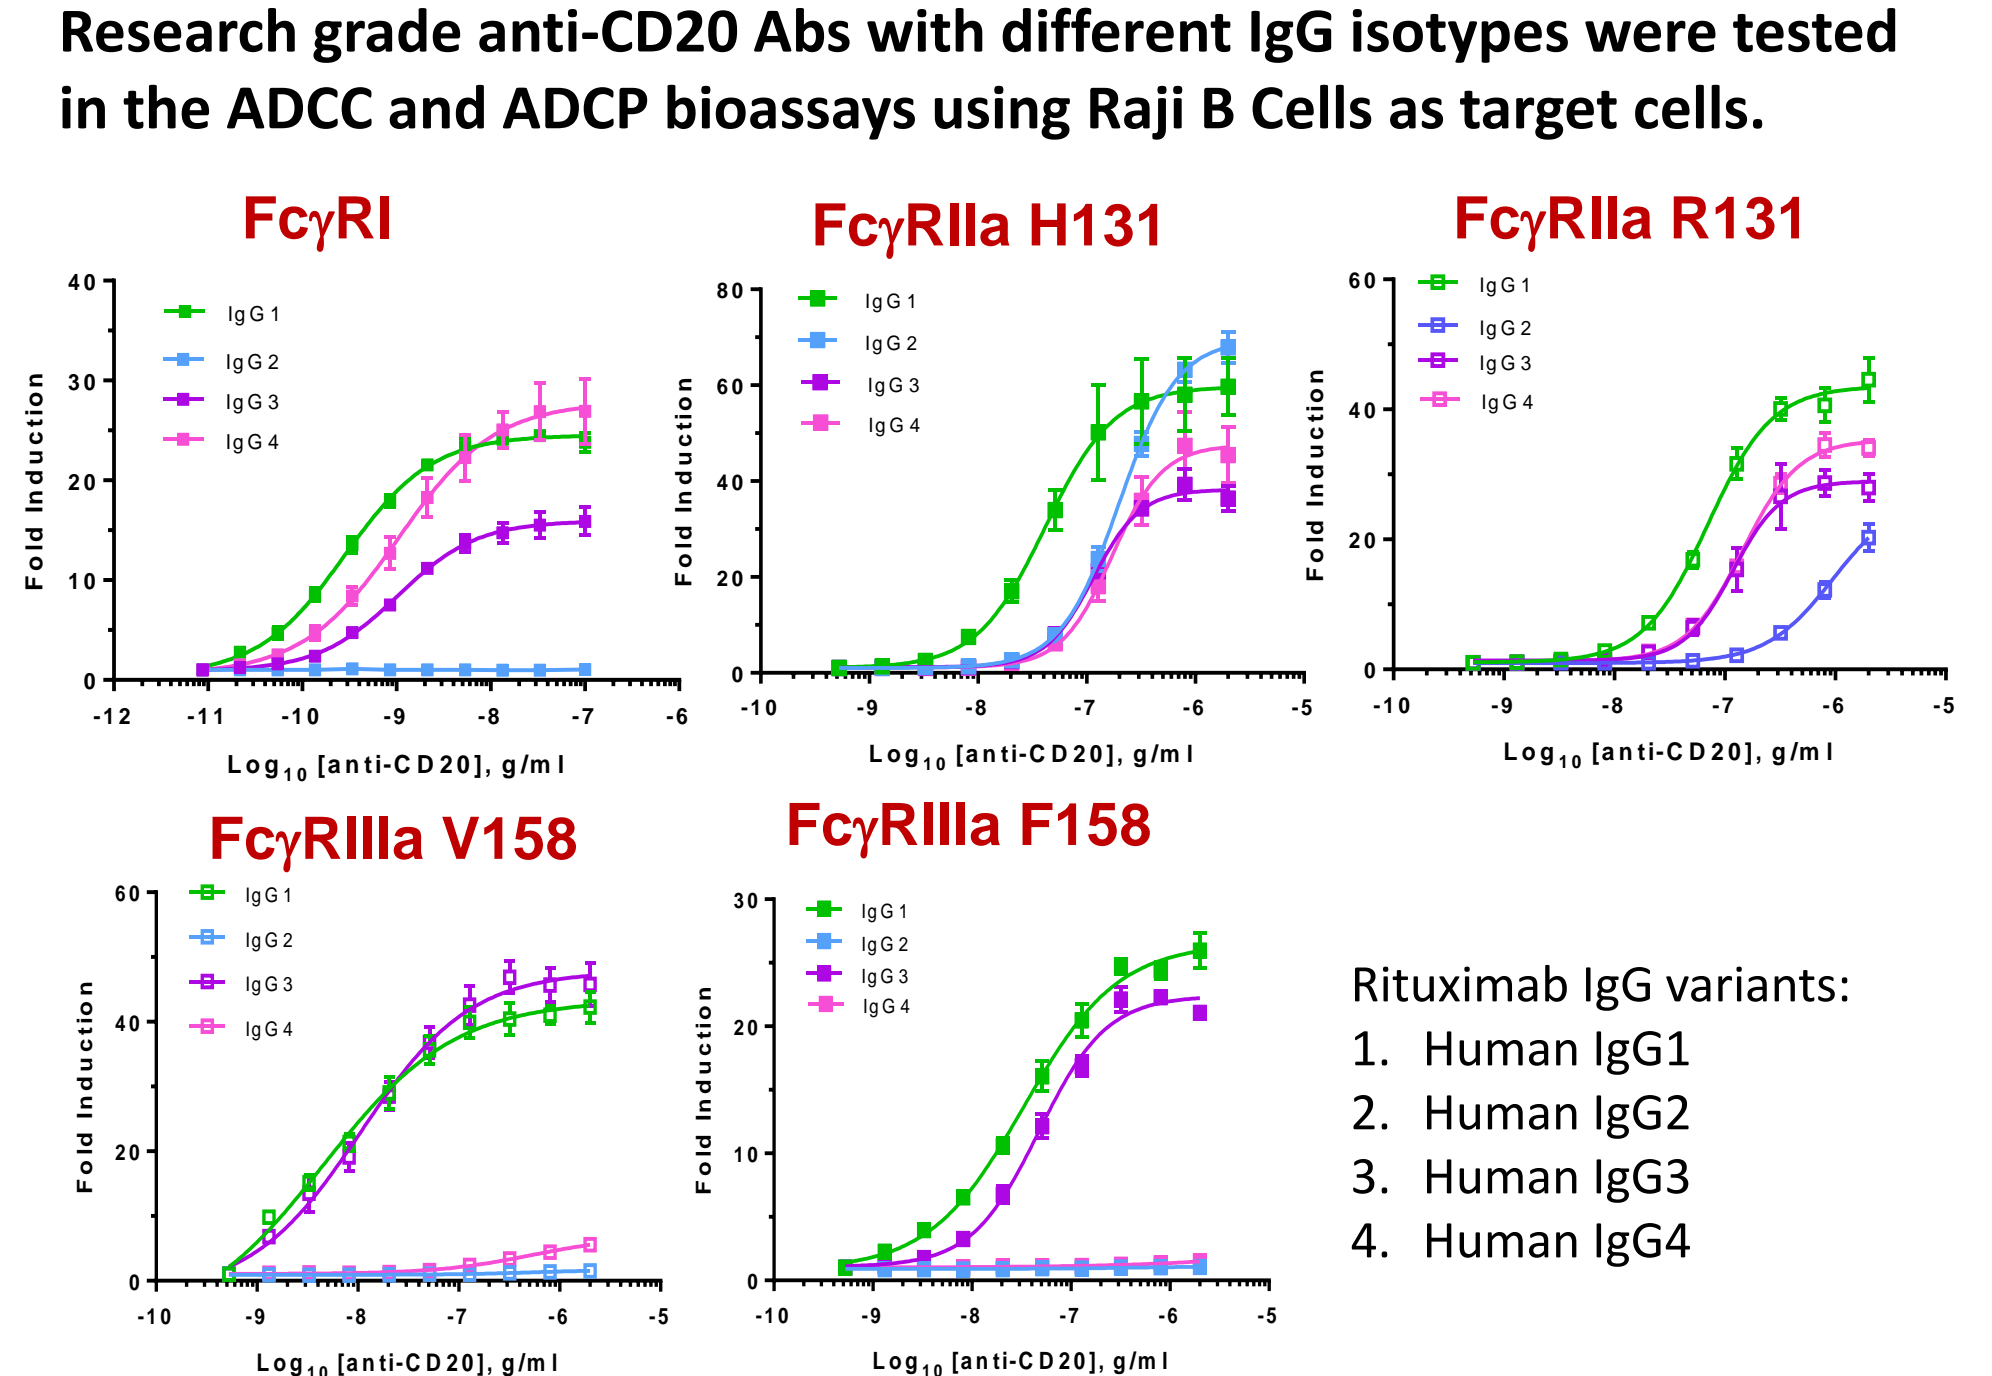 Research grade anti-CD20 Abs with different IgG isotypes were tested
in the ADCC and ADCP bioassays using Raji B Cells as target cells.
FcγRI
40
30
20
10
0
Fold Induction
IgG1
IgG2
IgG3
IgG4
-12 -11 -10 -9 -8 -7 -6
Log10 [anti-CD20], g/ml
FcγRIIa H131
80
60
40
20
0
Fold Induction
IgG1
IgG2
IgG3
IgG4
-10 -9 -8 -7 -6 -5
Log10 [anti-CD20], g/ml
FcγRIIa R131
60
40
20
0
Fold Induction
IgG1
IgG2
IgG3
IgG4
-10 -9 -8 -7 -6 -5
Log10 [anti-CD20], g/ml
FcγRIIIa V158
60
40
20
0
Fold Induction
IgG1
IgG2
IgG3
IgG4
-10 -9 -8 -7 -6 -5
Log10 [anti-CD20], g/ml
FcγRIIIa F158
30
20
10
0
Fold Induction
IgG1
IgG2
IgG3
IgG4
-10 -9 -8 -7 -6 -5
Log10 [anti-CD20], g/ml
Rituximab IgG variants:
1. Human IgG1
2. Human IgG2
3. Human IgG3
4. Human IgG4